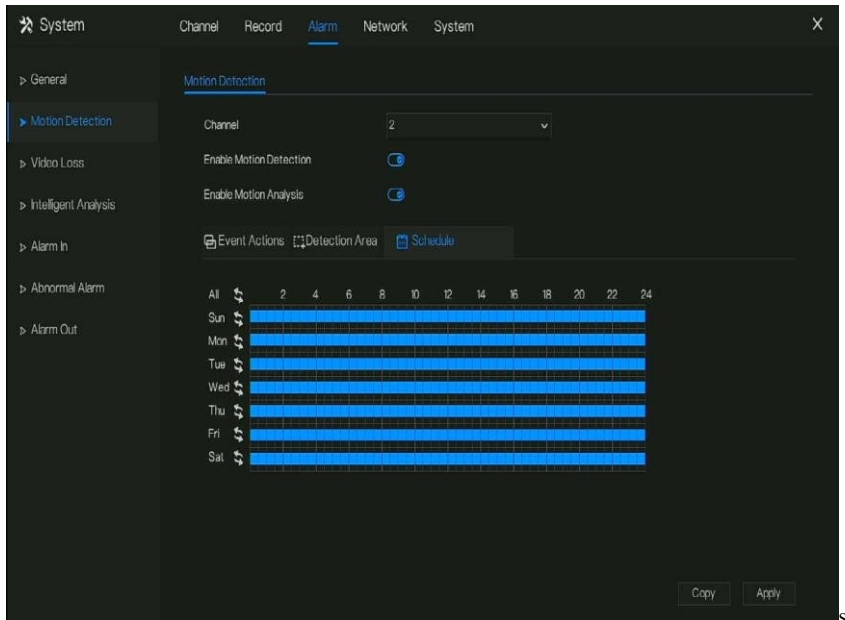 System Channel Record Alarm Network System X
General
Motion Detection
Video Loss
Intelligent Analysis
Alarm In
Abnormal Alarm
Alarm Out
Motion Detection
Channel 2
Enable Motion Detection
Enable Motion Analysis
Event Actions Detection Area Schedule
All 2 4 6 8 10 12 14 16 18 20 22 24
Sun
Mon
Tue
Wed
Thu
Fri
Sat
Copy Apply
s